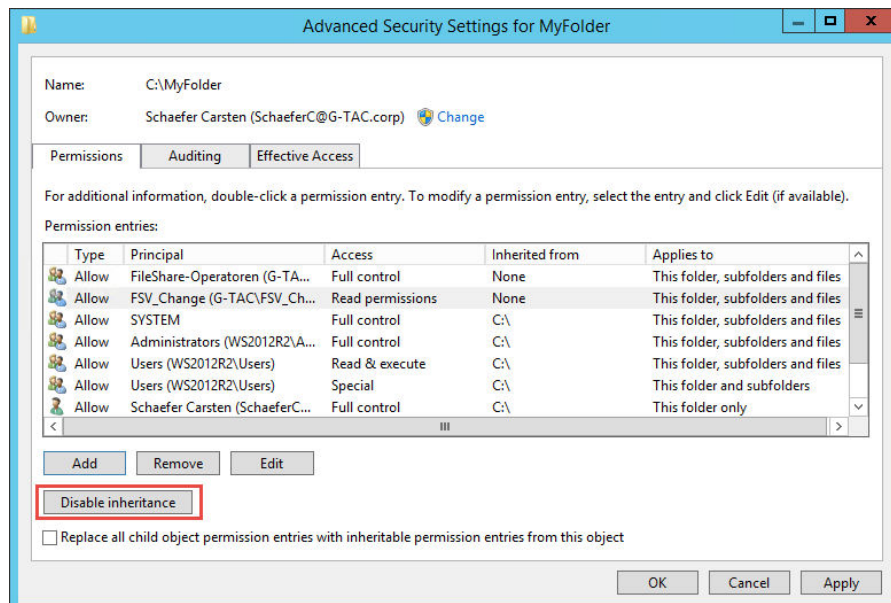 Advanced Security Settings for MyFolder
Name: C:\MyFolder
Owner: Schaefer Carsten (SchaeferC@G-TAC.corp) Change
Permissions Auditing Effective Access
For additional information, double-click a permission entry. To modify a permission entry, select the entry and click Edit (if available).
Permission entries:
Type Principal Access Inherited from Applies to
Allow FileShare-Operatoren (G-TA... Full control None This folder, subfolders and files
Allow FSV_Change (G-TAC\FSV_Ch... Read permissions None This folder, subfolders and files
Allow SYSTEM Full control C:\ This folder, subfolders and files
Allow Administrators (WS2012R2\A... Full control C:\ This folder, subfolders and files
Allow Users (WS2012R2\Users) Read & execute C:\ This folder, subfolders and files
Allow Users (WS2012R2\Users) Special C:\ This folder and subfolders
Allow Schaefer Carsten (SchaeferC... Full control C:\ This folder only
Add Remove Edit
Disable inheritance
Replace all child object permission entries with inheritable permission entries from this object
OK Cancel Apply